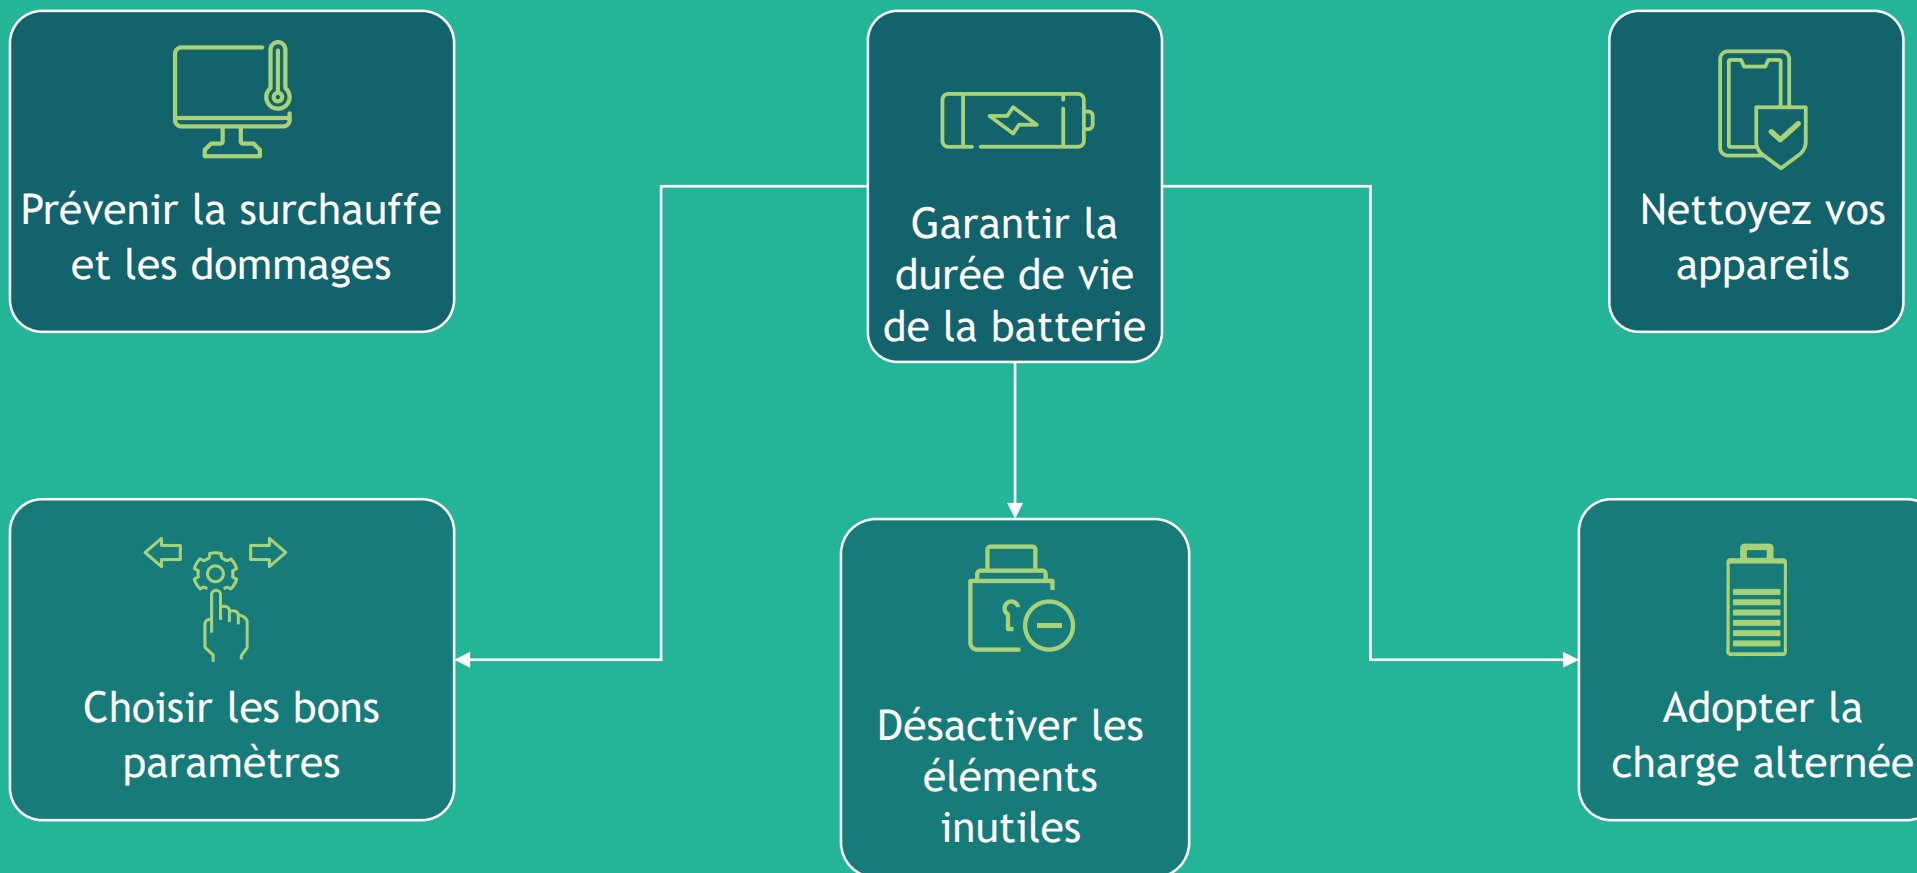 Prévenir la surchauffe
et les dommages
Garantir la
durée de vie
de la batterie
Nettoyez vos
appareils
Choisir les bons
paramètres
Désactiver les
éléments
inutiles
Adopter la
charge alternée